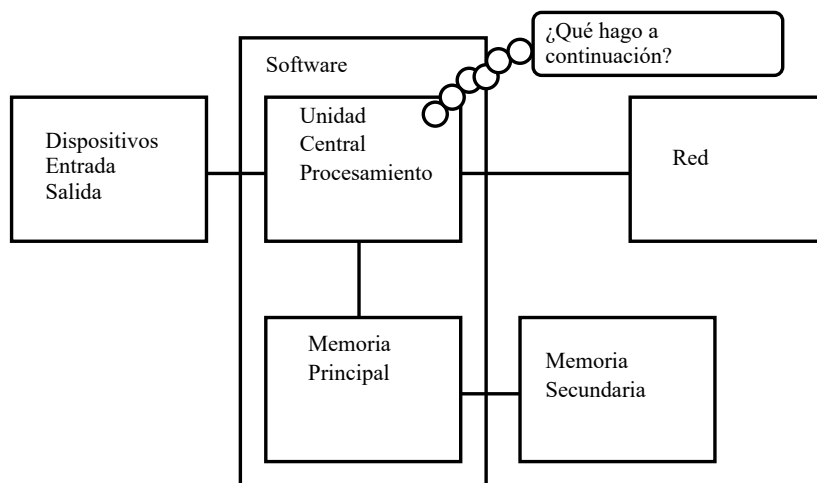 ¿Qué hago a
continuación?
Software
Unidad
Central
Procesamiento
Dispositivos
Entrada
Salida
Red
Memoria
Principal
Memoria
Secundaria